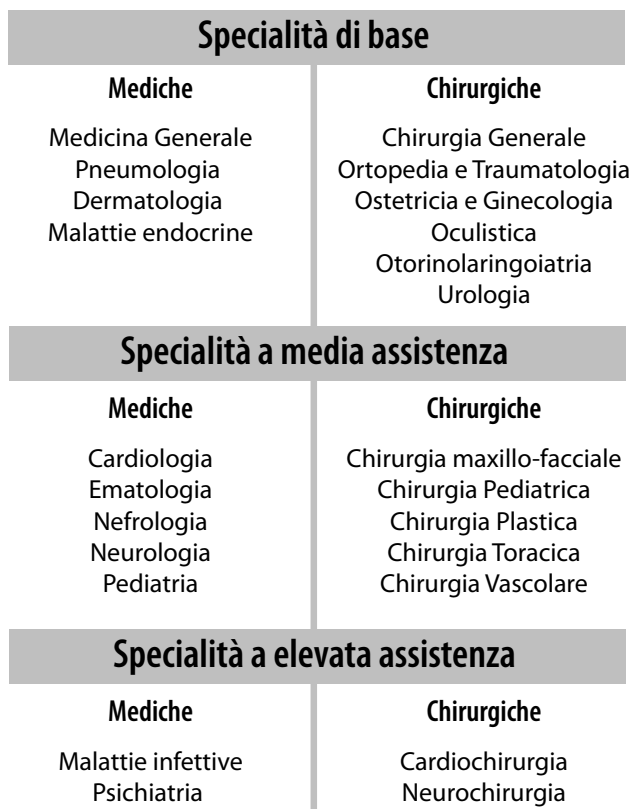 Specialità di base
Mediche
Medicina Generale
Pneumologia
Dermatologia
Malattie endocrine
Chirurgiche
Chirurgia Generale
Ortopedia e Traumatologia
Ostetricia e Ginecologia
Oculistica
Otorinolaringoiatria
Urologia
Specialità a media assistenza
Mediche
Cardiologia
Ematologia
Nefrologia
Neurologia
Pediatria
Chirurgiche
Chirurgia maxillo-facciale
Chirurgia Pediatrica
Chirurgia Plastica
Chirurgia Toracica
Chirurgia Vascolare
Specialità a elevata assistenza
Mediche
Malattie infettive
Psichiatria
Chirurgiche
Cardiochirurgia
Neurochirurgia